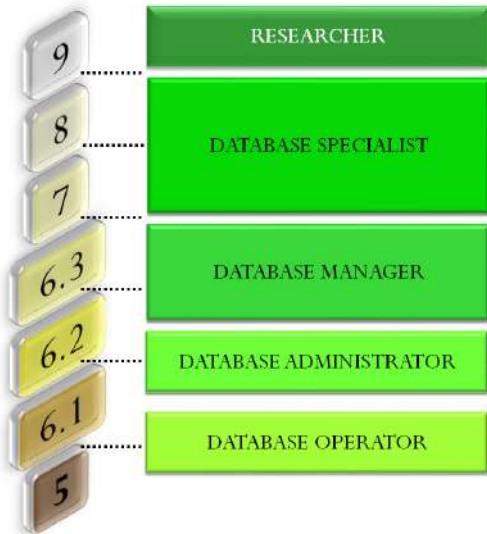 9
RESEARCHER
8
DATABASE SPECIALIST
7
6.3
DATABASE MANAGER
6.2
DATABASE ADMINISTRATOR
6.1
DATABASE OPERATOR
5